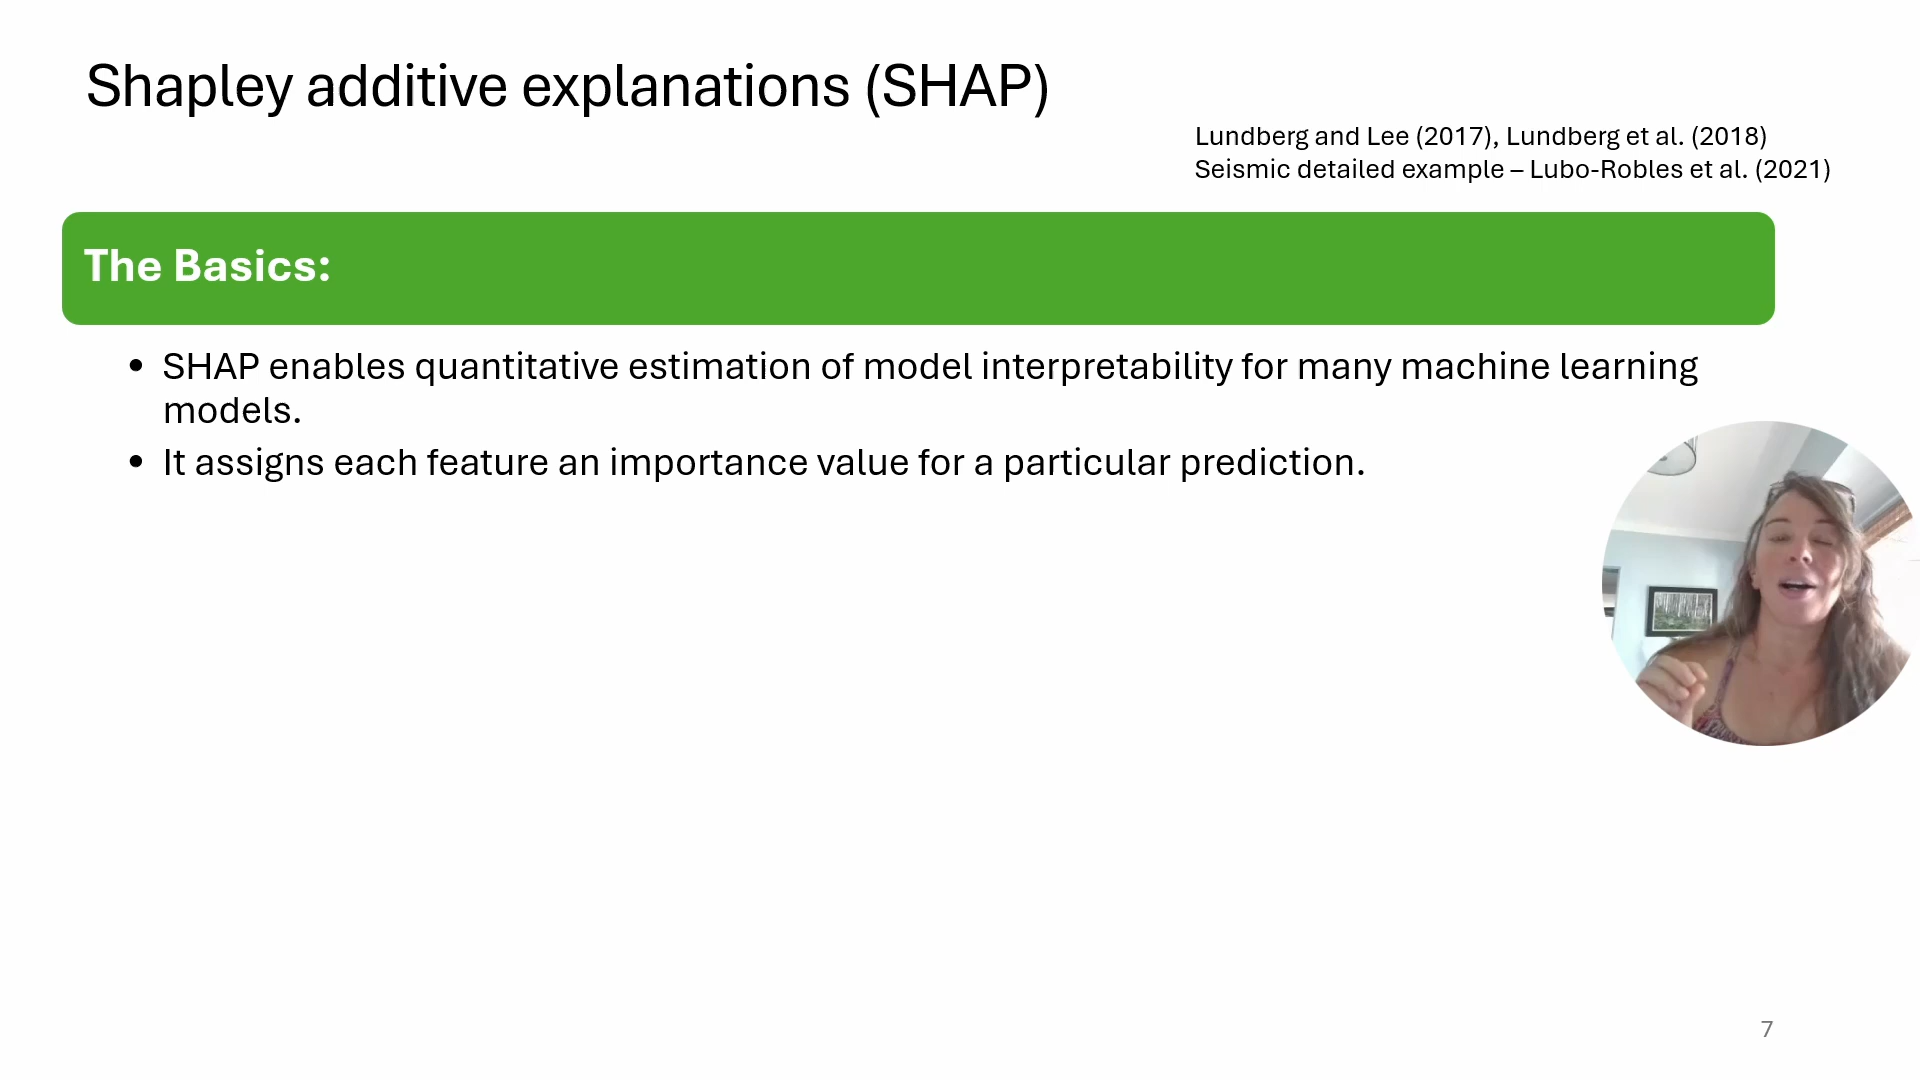 Shapley additive explanations (SHAP)
Lundberg and Lee (2017), Lundberg et al. (2018)
Seismic detailed example – Lubo-Robles et al. (2021)
The Basics:
• SHAP enables quantitative estimation of model interpretability for many machine learning
models.
• It assigns each feature an importance value for a particular prediction.
7